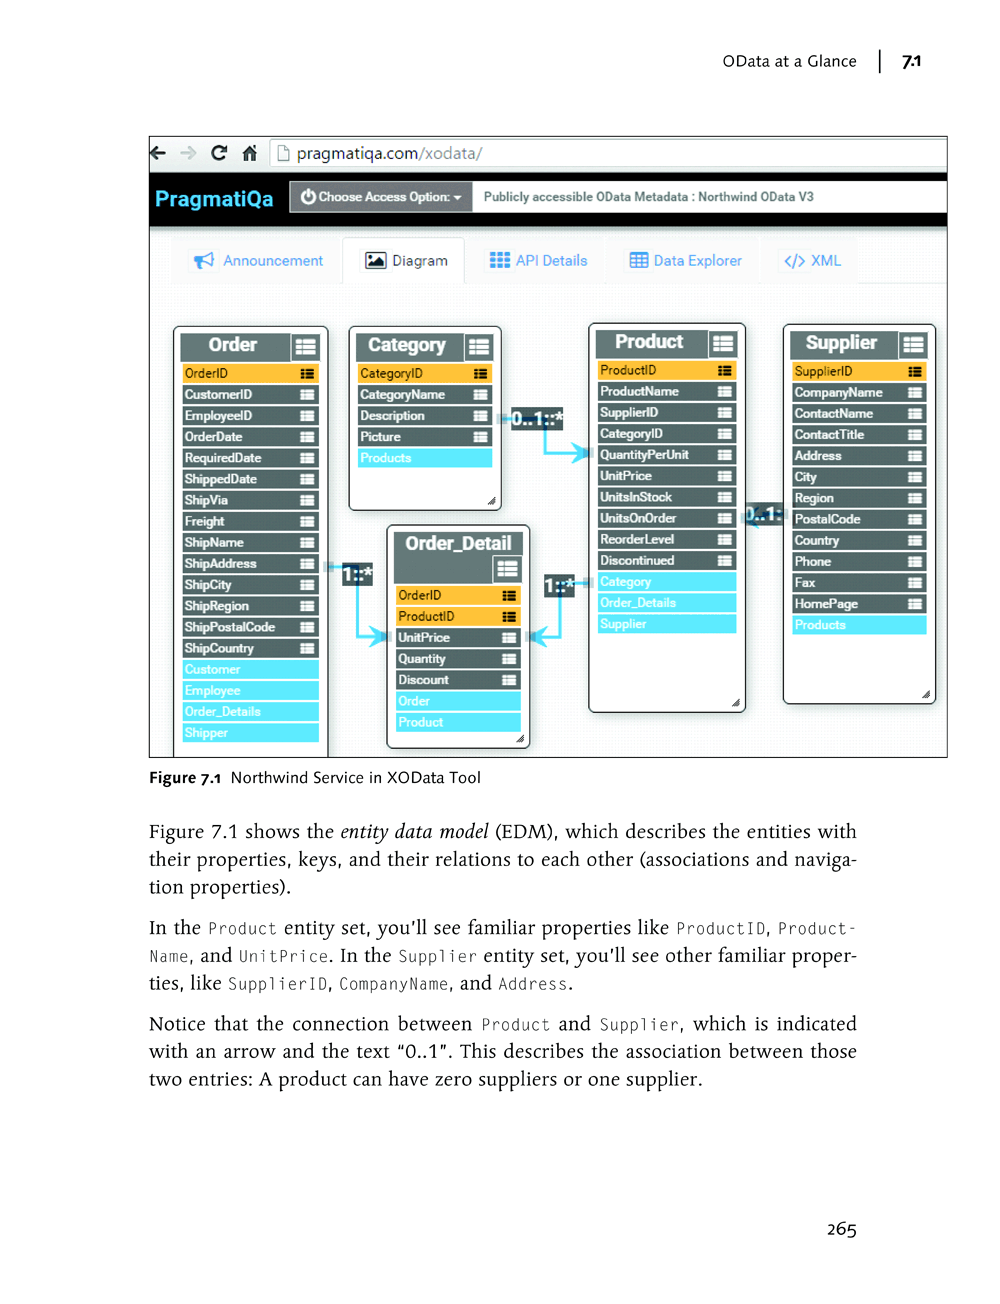 OData at a Glance | 7.1
pragmatiqa.com/xodata/
PragmatiQa
Choose Access Option:
Publicly accessible OData Metadata : Northwind OData V3
Announcement
Diagram
API Details
Data Explorer
</> XML
Order
OrderID
CustomerID
EmployeeID
OrderDate
RequiredDate
ShippedDate
ShipVia
Freight
ShipName
ShipAddress
ShipCity
ShipRegion
ShipPostalCode
ShipCountry
Customer
Employee
Order_Details
Shipper
1::*
Category
CategoryID
CategoryName
Description
Picture
Products
0..1::*
Order_Detail
OrderID
ProductID
UnitPrice
Quantity
Discount
Order
Product
1::*
Product
ProductID
ProductName
SupplierID
CategoryID
QuantityPerUnit
UnitPrice
UnitsInStock
UnitsOnOrder
ReorderLevel
Discontinued
Category
Order_Details
Supplier
0..1:
Supplier
SupplierID
CompanyName
ContactName
ContactTitle
Address
City
Region
PostalCode
Country
Phone
Fax
HomePage
Products
Figure 7.1 Northwind Service in XOData Tool
Figure 7.1 shows the entity data model (EDM), which describes the entities with
their properties, keys, and their relations to each other (associations and naviga-
tion properties).
In the Product entity set, you’ll see familiar properties like ProductID, Product-
Name, and UnitPrice. In the Supplier entity set, you’ll see other familiar proper-
ties, like SupplierID, CompanyName, and Address.
Notice that the connection between Product and Supplier, which is indicated
with an arrow and the text “0..1”. This describes the association between those
two entries: A product can have zero suppliers or one supplier.
265